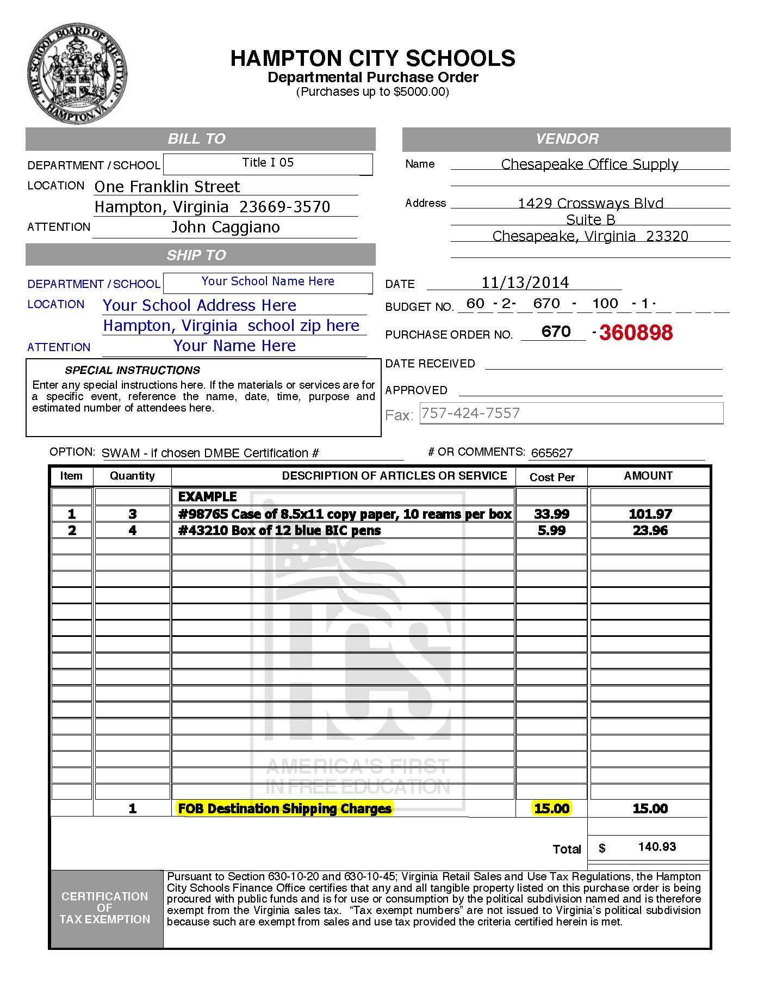 THE SCHOOL BOARD OF THE CITY OF
HAMPTON, VA.
HAMPTON CITY SCHOOLS
Departmental Purchase Order
(Purchases up to $5000.00)
BILL TO
DEPARTMENT / SCHOOL Title I 05
LOCATION One Franklin Street
Hampton, Virginia 23669-3570
ATTENTION John Caggiano
VENDOR
Name Chesapeake Office Supply
Address 1429 Crossways Blvd
Suite B
Chesapeake, Virginia 23320
SHIP TO
DEPARTMENT / SCHOOL Your School Name Here
LOCATION Your School Address Here
Hampton, Virginia school zip here
ATTENTION Your Name Here
DATE 11/13/2014
BUDGET NO. 60 - 2- 670 - 100 - 1 -
PURCHASE ORDER NO. 670 - 360898
DATE RECEIVED
APPROVED
Fax: 757-424-7557
SPECIAL INSTRUCTIONS
Enter any special instructions here. If the materials or services are for
a specific event, reference the name, date, time, purpose and
estimated number of attendees here.
OPTION: SWAM - if chosen DMBE Certification # # OR COMMENTS: 665627
Item Quantity DESCRIPTION OF ARTICLES OR SERVICE Cost Per AMOUNT
EXAMPLE
1 3 #98765 Case of 8.5x11 copy paper, 10 reams per box 33.99 101.97
2 4 #43210 Box of 12 blue BIC pens 5.99 23.96
HCS
AMERICA'S FIRST
IN FREE EDUCATION
1 FOB Destination Shipping Charges 15.00 15.00
Total $ 140.93
CERTIFICATION
OF
TAX EXEMPTION
Pursuant to Section 630-10-20 and 630-10-45; Virginia Retail Sales and Use Tax Regulations, the Hampton
City Schools Finance Office certifies that any and all tangible property listed on this purchase order is being
procured with public funds and is for use or consumption by the political subdivision named and is therefore
exempt from the Virginia sales tax. “Tax exempt numbers” are not issued to Virginia's political subdivision
because such are exempt from sales and use tax provided the criteria certified herein is met.